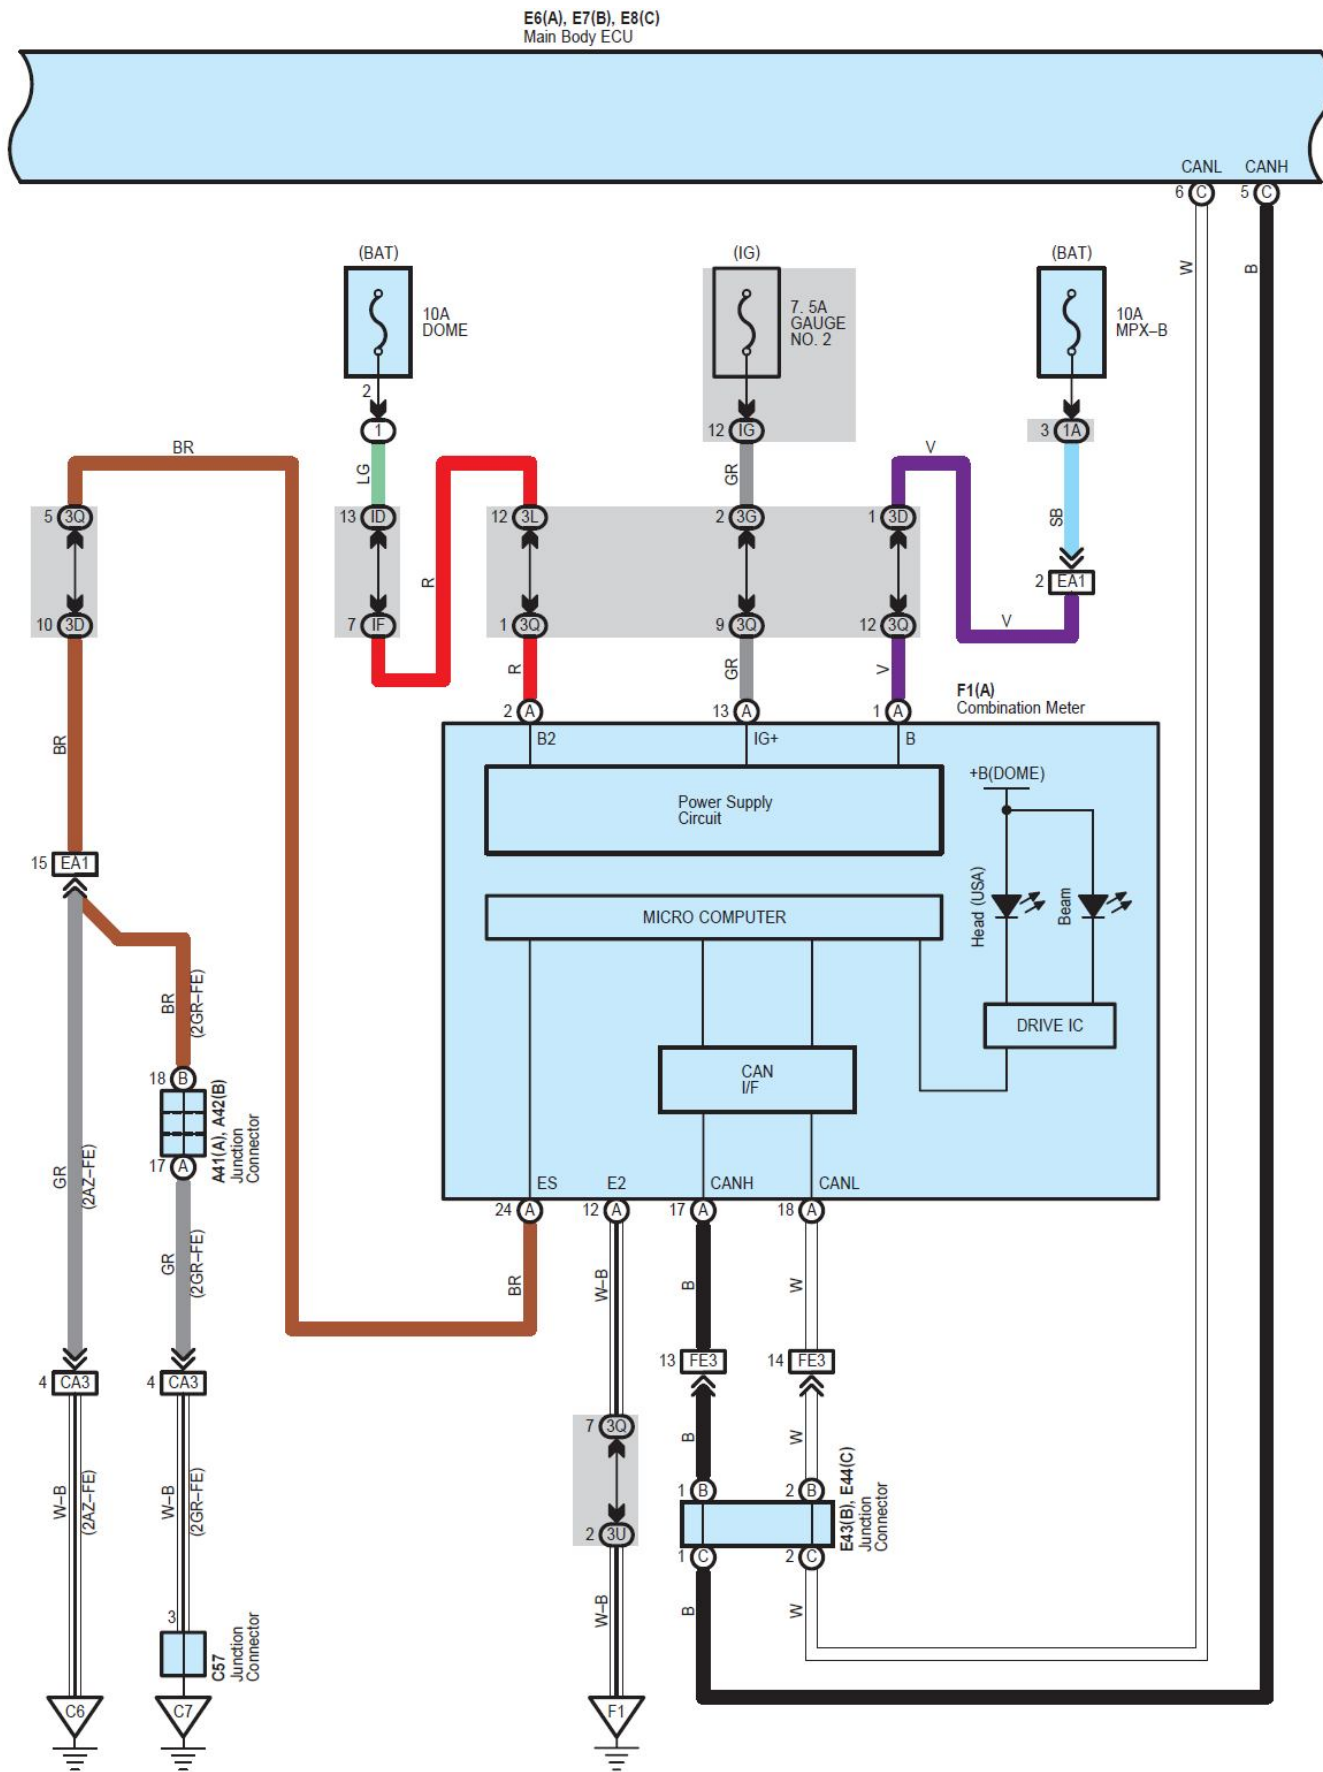 E6(A), E7(B), E8(C)
Main Body ECU
CANL
CANH
6 C
5 C
W
B
(BAT)
10A
DOME
2
1
LG
(IG)
7. 5A
GAUGE
NO. 2
12 IG
GR
(BAT)
10A
MPX–B
3 1A
SB
BR
V
5 3Q
13 ID
12 3L
2 3G
1 3D
R
2 EA1
10 3D
7 IF
1 3Q
9 3Q
12 3Q
V
R
GR
V
F1(A)
Combination Meter
2 A
13 A
1 A
B2
IG+
B
BR
+B(DOME)
Power Supply
Circuit
15 EA1
Head (USA)
Beam
MICRO COMPUTER
BR
(2GR–FE)
DRIVE IC
CAN
I/F
18 B
A41(A), A42(B)
Junction
Connector
17 A
GR
(2AZ–FE)
ES
E2
CANH
CANL
24 A
12 A
17 A
18 A
GR
(2GR–FE)
BR
W–B
B
W
13 FE3
14 FE3
4 CA3
4 CA3
7 3Q
B
W
1 B
2 B
E43(B), E44(C)
Junction
Connector
W–B
(2AZ–FE)
W–B
(2GR–FE)
2 3U
1 C
2 C
W–B
B
W
3
C57
Junction
Connector
C6
C7
F1